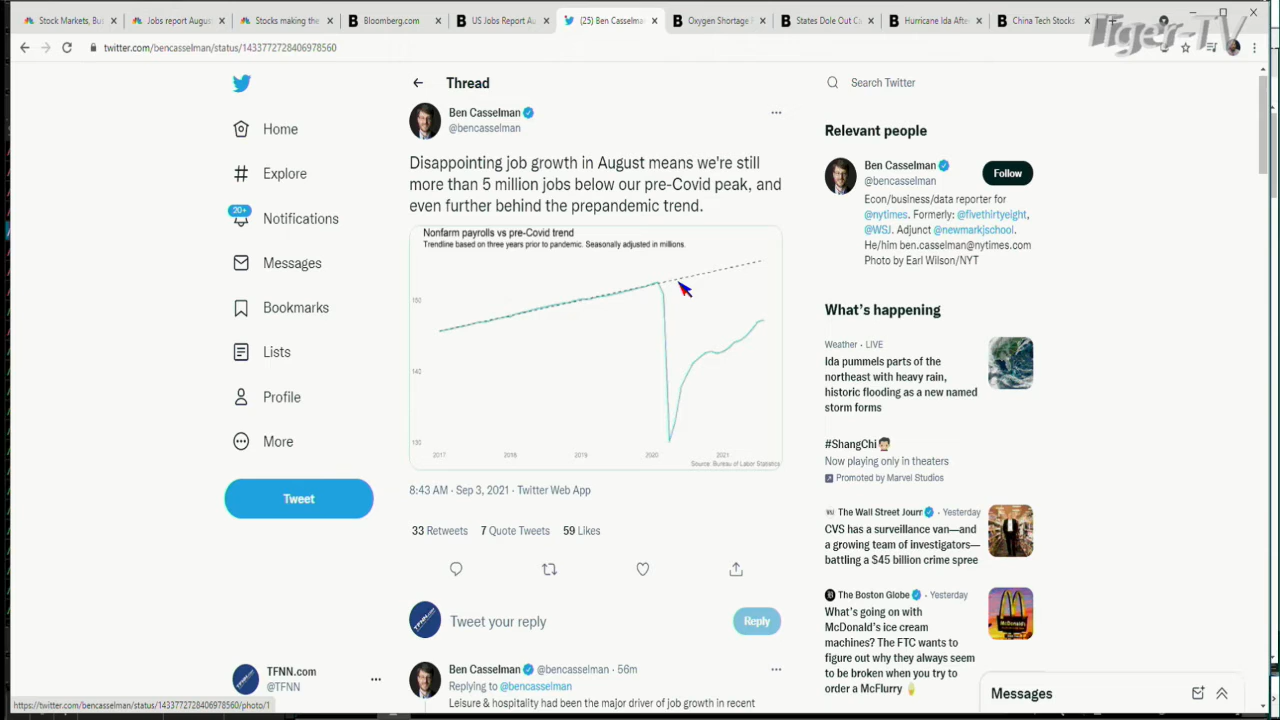 Stock Markets, Bus
Jobs report Augus
Stocks making the
Bloomberg.com
US Jobs Report Au
(25) Ben Casselman
Oxygen Shortage
States Dole Out
Hurricane Ida Afte
China Tech Stocks
Tiger-TV
twitter.com/bencasselman/status/1433772728406978560
Home
Explore
20+
Notifications
Messages
Bookmarks
Lists
Profile
More
Tweet
TFNN.com
@TFNN
Thread
Ben Casselman
@bencasselman
Disappointing job growth in August means we're still
more than 5 million jobs below our pre-Covid peak, and
even further behind the prepandemic trend.
Nonfarm payrolls vs pre-Covid trend
Trendline based on three years prior to pandemic. Seasonally adjusted in millions.
150
140
130
2017 2018 2019 2020 2021
Source: Bureau of Labor Statistics
8:43 AM · Sep 3, 2021 · Twitter Web App
33 Retweets 7 Quote Tweets 59 Likes
Tweet your reply
Reply
Ben Casselman @bencasselman · 56m
Replying to @bencasselman
Leisure & hospitality had been the major driver of job growth in recent
Search Twitter
Relevant people
Ben Casselman
@bencasselman
Follow
Econ/business/data reporter for
@nytimes. Formerly: @fivethirtyeight,
@WSJ. Adjunct @newmarkjschool.
He/him ben.casselman@nytimes.com
Photo by Earl Wilson/NYT
What's happening
Weather · LIVE
Ida pummels parts of the
northeast with heavy rain,
historic flooding as a new named
storm forms
#ShangChi
Now playing only in theaters
Promoted by Marvel Studios
The Wall Street Journ · Yesterday
CVS has a surveillance van—and
a growing team of investigators—
battling a $45 billion crime spree
The Boston Globe · Yesterday
What's going on with
McDonald's ice cream
machines? The FTC wants to
figure out why they always seem
to be broken when you try to
order a McFlurry
Messages
https://twitter.com/bencasselman/status/1433772728406978560/photo/1